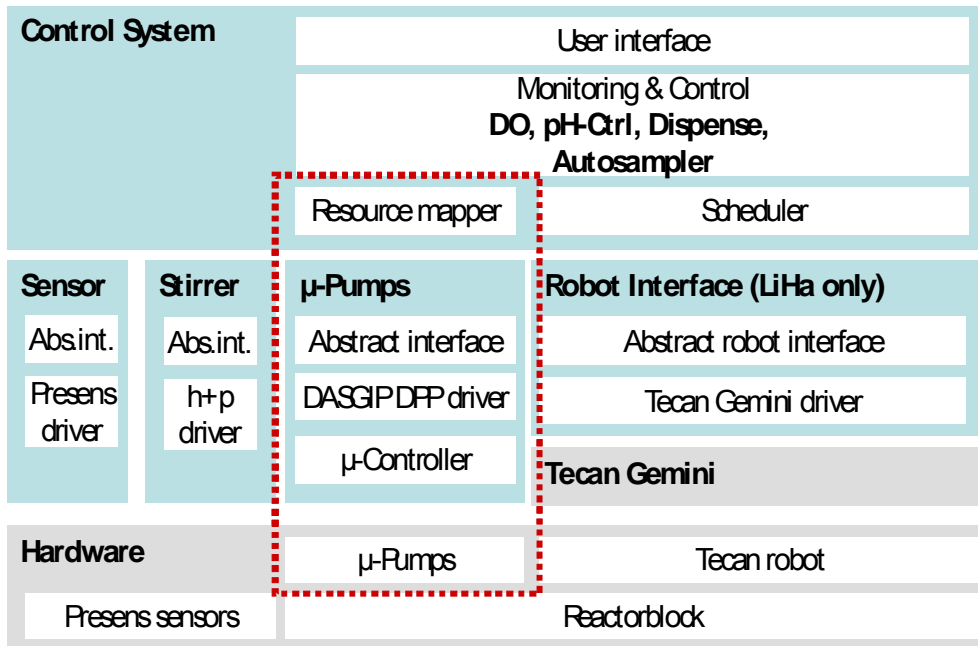 Control System
User interface
Monitoring & Control
DO, pH-Ctrl, Dispense,
Autosampler
Resource mapper
Scheduler
Sensor
Abs.int.
Presens
driver
Stirrer
Abs.int.
h+p
driver
µ-Pumps
Abstract interface
DASGIP DPP driver
µ-Controller
Robot Interface (LiHa only)
Abstract robot interface
Tecan Gemini driver
Tecan Gemini
Hardware
µ-Pumps
Tecan robot
Presens sensors
Reactorblock